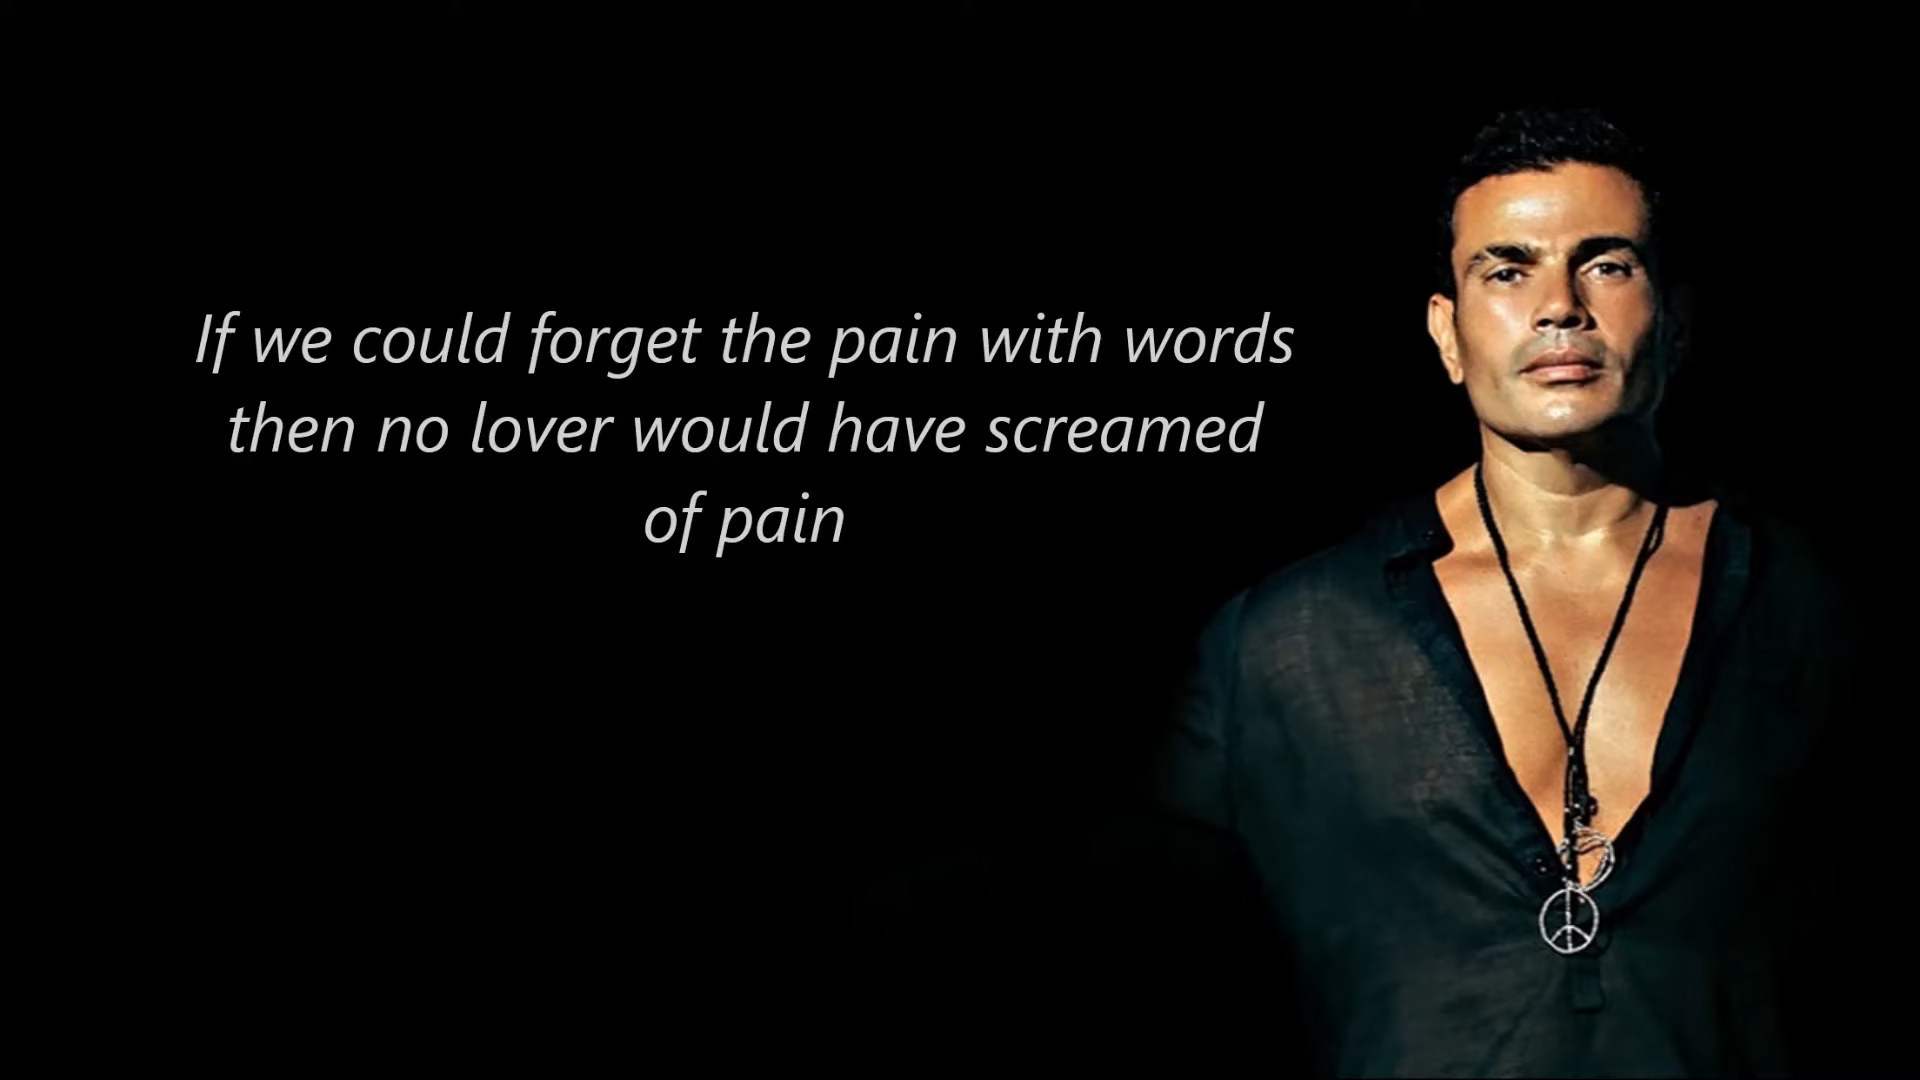 If we could forget the pain with words
then no lover would have screamed
of pain